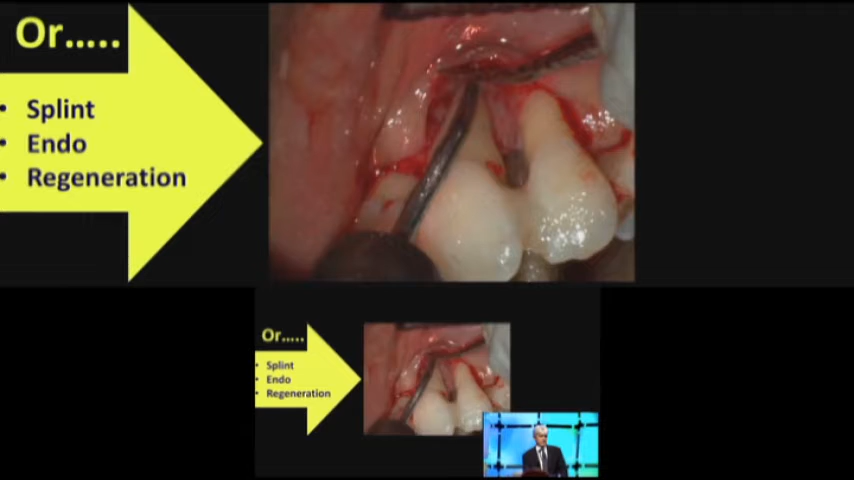 Or.....
• Splint
• Endo
• Regeneration
Or.....
• Splint
• Endo
• Regeneration